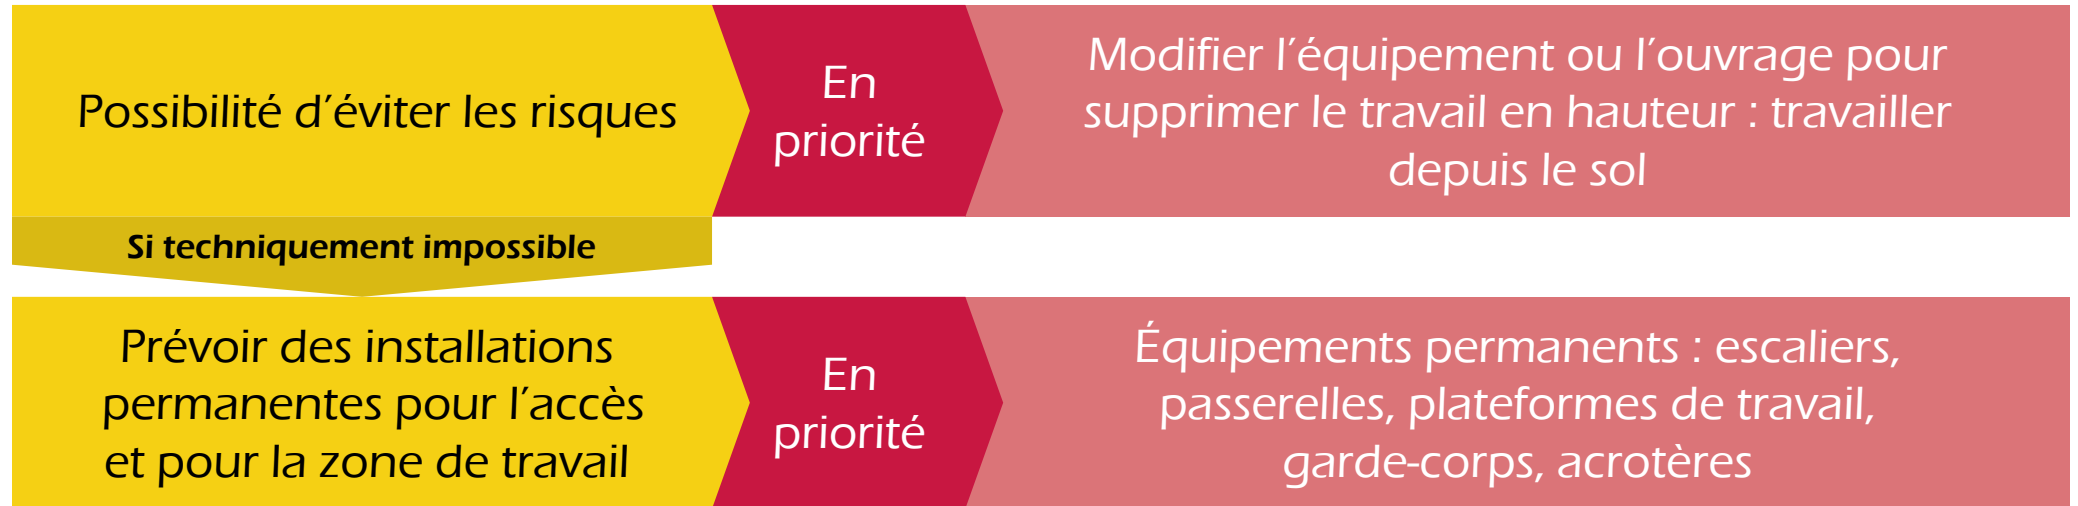 Possibilité d’éviter les risques
En
priorité
Modifier l’équipement ou l’ouvrage pour
supprimer le travail en hauteur : travailler
depuis le sol
Si techniquement impossible
Prévoir des installations
permanentes pour l’accès
et pour la zone de travail
En
priorité
Équipements permanents : escaliers,
passerelles, plateformes de travail,
garde-corps, acrotères